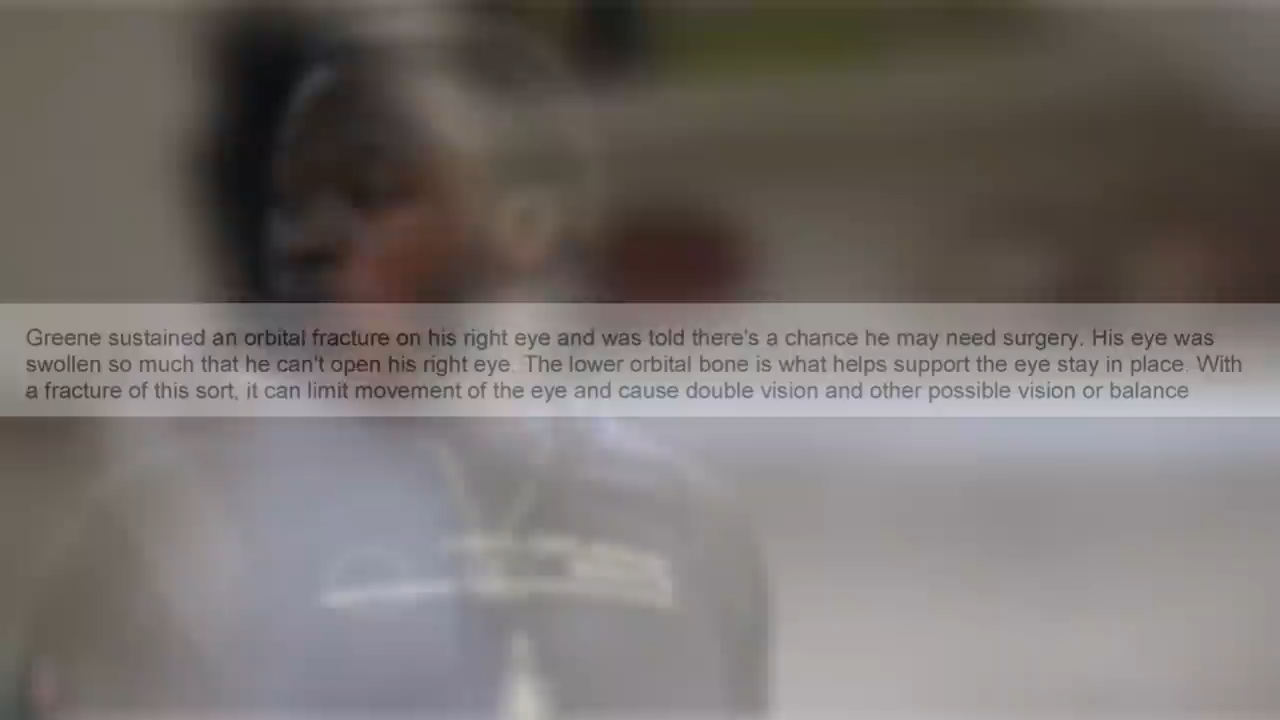 Greene sustained an orbital fracture on his right eye and was told there's a chance he may need surgery. His eye was
swollen so much that he can't open his right eye. The lower orbital bone is what helps support the eye stay in place. With
a fracture of this sort, it can limit movement of the eye and cause double vision and other possible vision or balance